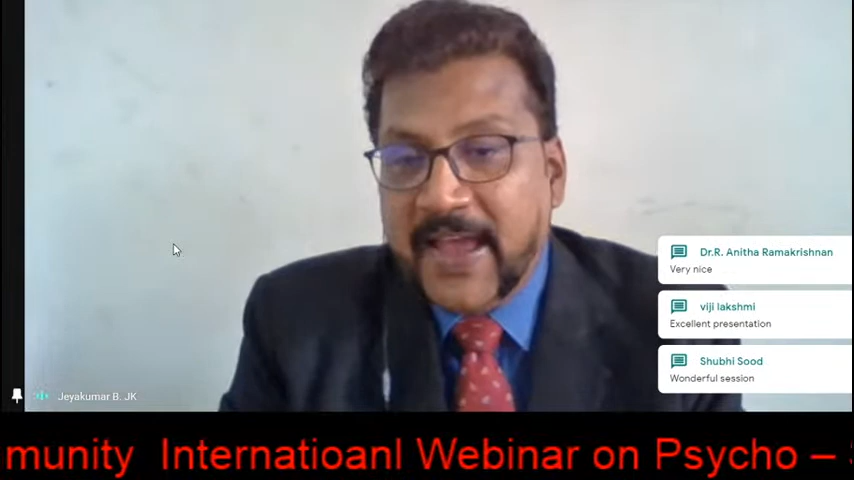 Dr.R. Anitha Ramakrishnan
Very nice
viji lakshmi
Excellent presentation
Shubhi Sood
Wonderful session
Jeyakumar B. JK
munity Internatioanl Webinar on Psycho –